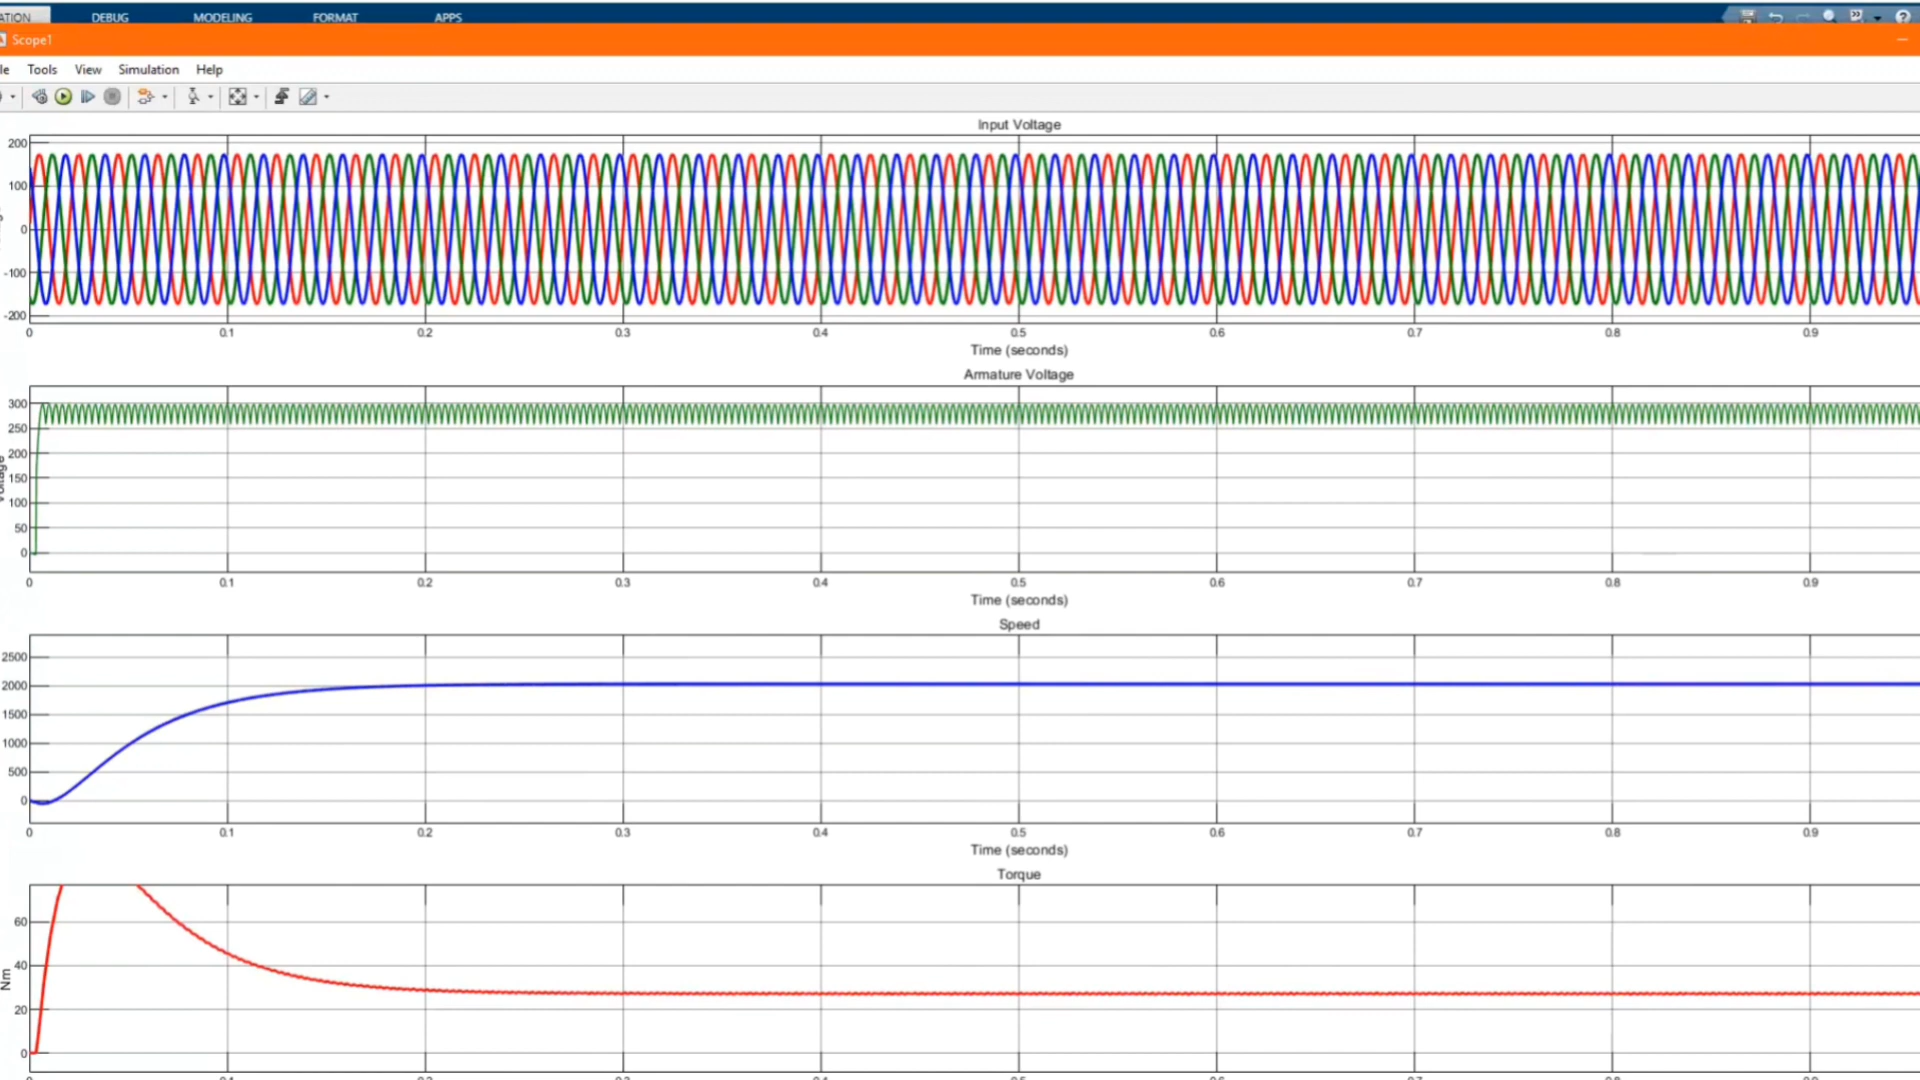 ATION DEBUG MODELING FORMAT APPS
Scope1
le Tools View Simulation Help
Input Voltage
200
100
0
-100
-200
0 0.1 0.2 0.3 0.4 0.5 0.6 0.7 0.8 0.9
Time (seconds)
Armature Voltage
300
250
200
150
100
50
0
0 0.1 0.2 0.3 0.4 0.5 0.6 0.7 0.8 0.9
Time (seconds)
Speed
2500
2000
1500
1000
500
0
0 0.1 0.2 0.3 0.4 0.5 0.6 0.7 0.8 0.9
Time (seconds)
Torque
60
40
Nm
20
0